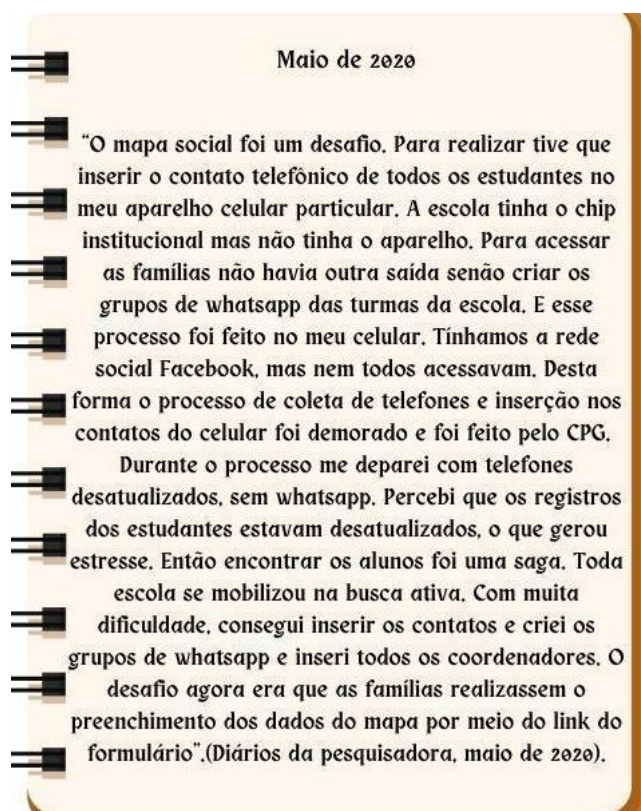 Maio de 2020
"O mapa social foi um desafio. Para realizar tive que
inserir o contato telefônico de todos os estudantes no
meu aparelho celular particular. A escola tinha o chip
institucional mas não tinha o aparelho. Para acessar
as famílias não havia outra saída senão criar os
grupos de whatsapp das turmas da escola. E esse
processo foi feito no meu celular. Tínhamos a rede
social Facebook, mas nem todos acessavam. Desta
forma o processo de coleta de telefones e inserção nos
contatos do celular foi demorado e foi feito pelo CPG.
Durante o processo me deparei com telefones
desatualizados, sem whatsapp. Percebi que os registros
dos estudantes estavam desatualizados, o que gerou
estresse. Então encontrar os alunos foi uma saga. Toda
escola se mobilizou na busca ativa. Com muita
dificuldade, consegui inserir os contatos e criei os
grupos de whatsapp e inseri todos os coordenadores. O
desafio agora era que as famílias realizassem o
preenchimento dos dados do mapa por meio do link do
formulário".(Diários da pesquisadora, maio de 2020).